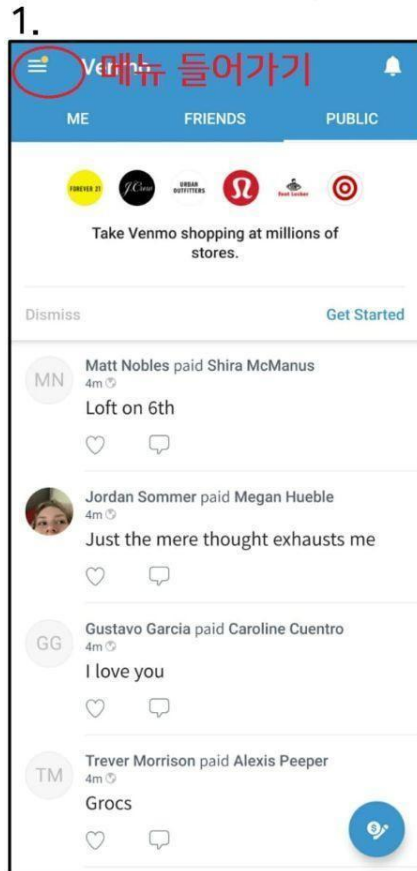 1.
Venmo 메뉴 들어가기
ME FRIENDS PUBLIC
FOREVER 21 J.Crew URBAN OUTFITTERS Foot Locker
Take Venmo shopping at millions of
stores.
Dismiss Get Started
MN
Matt Nobles paid Shira McManus
4m
Loft on 6th
Jordan Sommer paid Megan Hueble
4m
Just the mere thought exhausts me
GG
Gustavo Garcia paid Caroline Cuentro
4m
I love you
TM
Trever Morrison paid Alexis Peeper
4m
Grocs